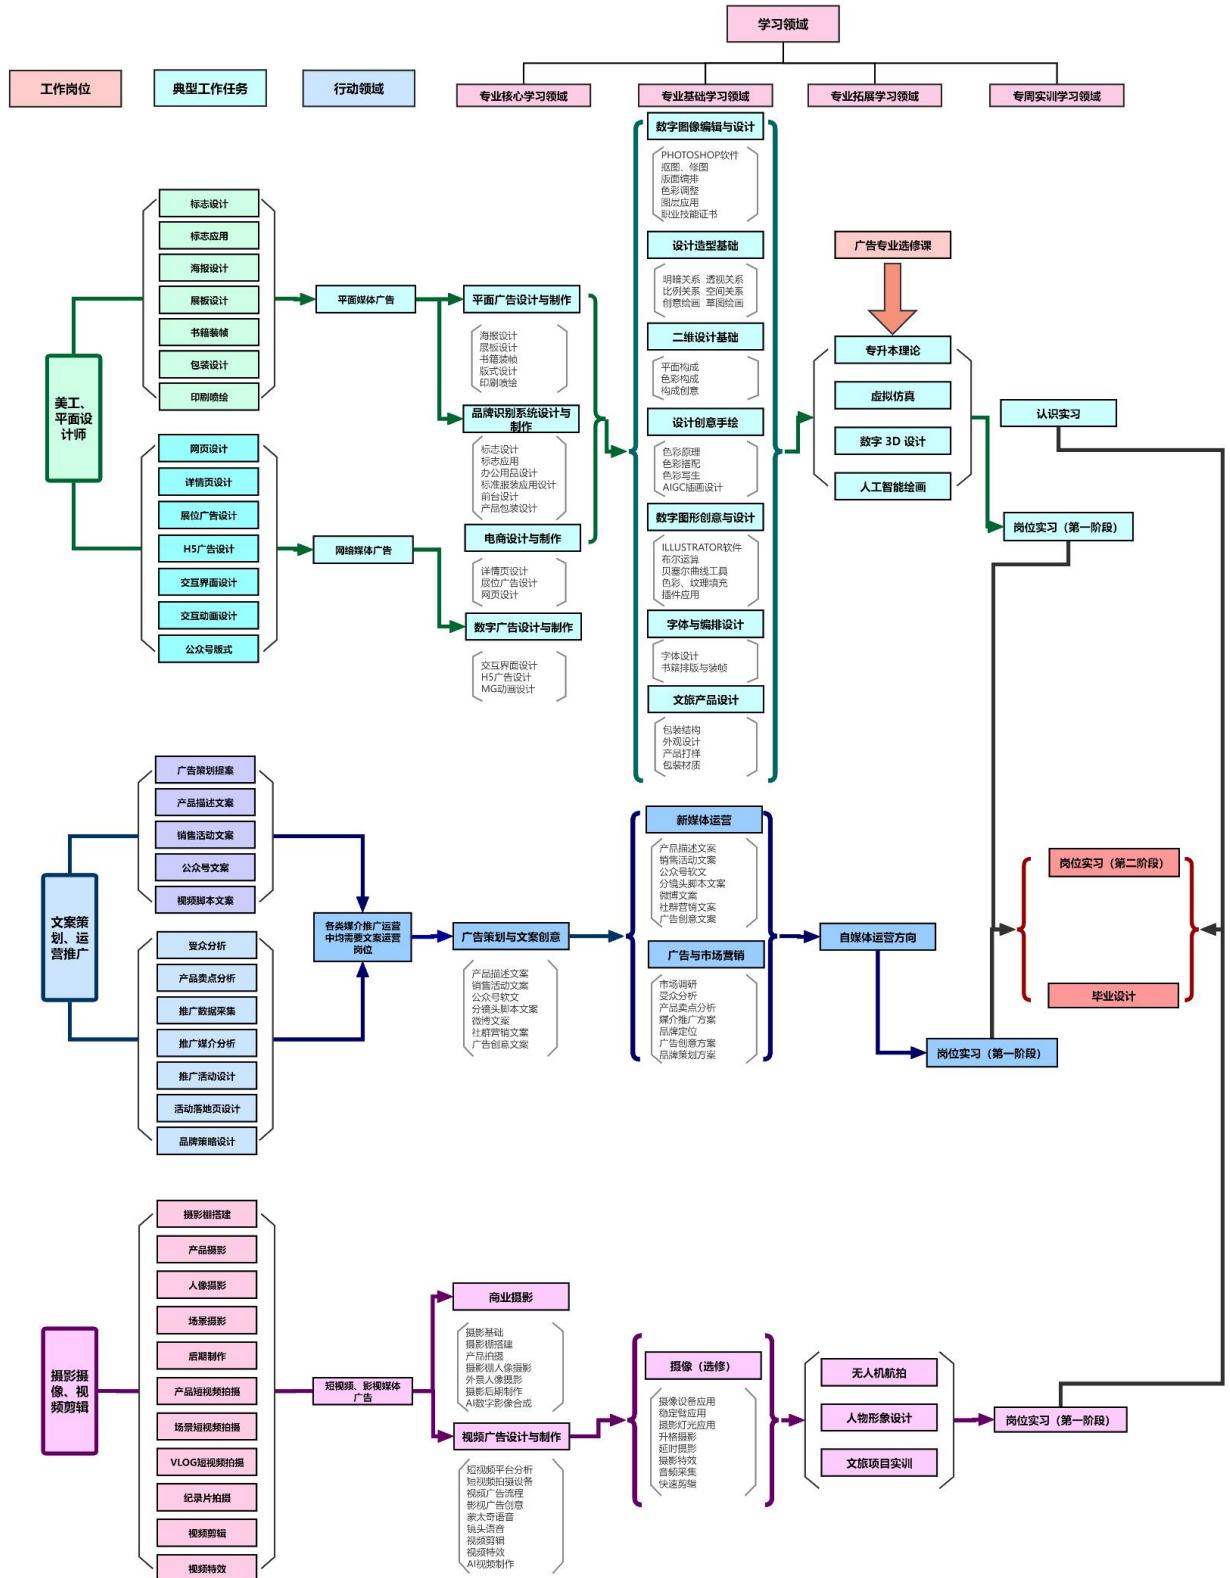 学习领域
工作岗位
典型工作任务
行动领域
专业核心学习领域
专业基础学习领域
专业拓展学习领域
专周实训学习领域
美工、
平面设
计师
标志设计
标志应用
海报设计
展板设计
书籍装帧
包装设计
印刷喷绘
网页设计
详情页设计
展位广告设计
H5广告设计
交互界面设计
交互动画设计
公众号版式
平面媒体广告
网络媒体广告
平面广告设计与制作
海报设计
展板设计
书籍装帧
版式设计
印刷喷绘
品牌识别系统设计与
制作
标志设计
标志应用
办公用品设计
标准服装应用设计
前台设计
产品包装设计
电商设计与制作
详情页设计
展位广告设计
网页设计
数字广告设计与制作
交互界面设计
H5广告设计
MG动画设计
数字图像编辑与设计
PHOTOSHOP软件
抠图、修图
版面编排
色彩调整
图层应用
职业技能证书
设计造型基础
明暗关系 透视关系
比例关系 空间关系
创意绘画 草图绘画
二维设计基础
平面构成
色彩构成
构成创意
设计创意手绘
色彩原理
色彩搭配
色彩写生
AIGC插画设计
数字图形创意与设计
ILLUSTRATOR软件
布尔运算
贝塞尔曲线工具
色彩、纹理填充
插件应用
字体与编排设计
字体设计
书籍排版与装帧
文旅产品设计
包装结构
外观设计
产品打样
包装材质
广告专业选修课
专升本理论
虚拟仿真
数字 3D 设计
人工智能绘画
认识实习
岗位实习（第一阶段）
文案策
划、运
营推广
广告策划提案
产品描述文案
销售活动文案
公众号文案
视频脚本文案
受众分析
产品卖点分析
推广数据采集
推广媒介分析
推广活动设计
活动落地页设计
品牌策略设计
各类媒介推广运营
中均需要文案运营
岗位
广告策划与文案创意
产品描述文案
销售活动文案
公众号软文
分镜头脚本文案
微博文案
社群营销文案
广告创意文案
新媒体运营
产品描述文案
销售活动文案
公众号软文
分镜头脚本文案
微博文案
社群营销文案
广告创意文案
广告与市场营销
市场调研
受众分析
产品卖点分析
媒介推广方案
品牌定位
广告创意方案
品牌策划方案
自媒体运营方向
岗位实习（第一阶段）
岗位实习（第二阶段）
毕业设计
摄影摄
像、视
频剪辑
摄影棚搭建
产品摄影
人像摄影
场景摄影
后期制作
产品短视频拍摄
场景短视频拍摄
VLOG短视频拍摄
纪录片拍摄
视频剪辑
视频特效
短视频、影视媒体
广告
商业摄影
摄影基础
摄影棚搭建
产品拍摄
摄影棚人像摄影
外景人像摄影
摄影后期制作
AI数字影像合成
视频广告设计与制作
短视频平台分析
短视频拍摄设备
视频广告流程
影视广告创意
蒙太奇语音
镜头语音
视频剪辑
视频特效
AI视频制作
摄像（选修）
摄像设备应用
稳定臂应用
摄影灯光应用
升格摄影
延时摄影
摄影特效
音频采集
快速剪辑
无人机航拍
人物形象设计
文旅项目实训
岗位实习（第一阶段）